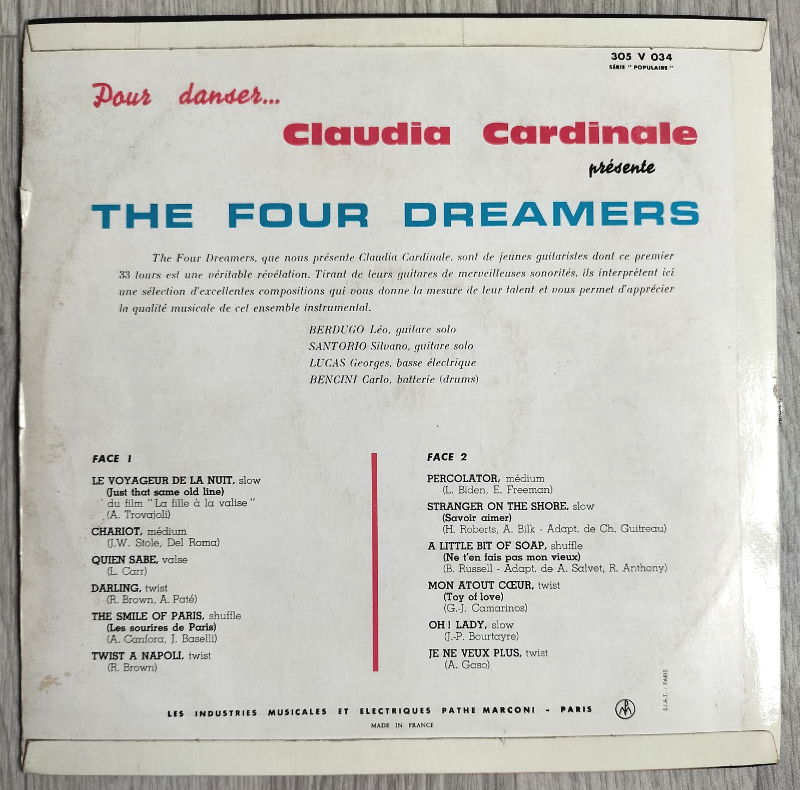 305 V 034
SÉRIE "POPULAIRE"
Pour danser...
Claudia Cardinale
présente
THE FOUR DREAMERS
The Four Dreamers, que nous présente Claudia Cardinale, sont de jeunes guitaristes dont ce premier
33 tours est une véritable révélation. Tirant de leurs guitares de merveilleuses sonorités, ils interprétent ici
une sélection d'excellentes compositions qui vous donne la mesure de leur talent et vous permet d'apprécier
la qualité musicale de cet ensemble instrumental.
BERDUGO Léo, guitare solo
SANTORIO Silvano, guitare solo
LUCAS Georges, basse électrique
BENCINI Carlo, batterie (drums)
FACE 1
LE VOYAGEUR DE LA NUIT, slow
(Just that same old line)
du film "La fille à la valise"
(A. Trovajoli)
CHARIOT, médium
(J.W. Stole, Del Roma)
QUIEN SABE, valse
(L. Carr)
DARLING, twist
(R. Brown, A. Paté)
THE SMILE OF PARIS, shuffle
(Les sourires de Paris)
(A. Canfora, J. Baselli)
TWIST A NAPOLI, twist
(R. Brown)
FACE 2
PERCOLATOR, médium
(L. Biden, E. Freeman)
STRANGER ON THE SHORE, slow
(Savoir aimer)
(H. Roberts, A. Bilk - Adapt. de Ch. Guitreau)
A LITTLE BIT OF SOAP, shuffle
(Ne t'en fais pas mon vieux)
(B. Russell - Adapt. de A. Salvet, R. Anthony)
MON ATOUT CŒUR, twist
(Toy of love)
(G.-J. Camarinos)
OH ! LADY, slow
(J.-P. Bourtayre)
JE NE VEUX PLUS, twist
(A. Gaso)
LES INDUSTRIES MUSICALES ET ELECTRIQUES PATHE MARCONI - PARIS
MADE IN FRANCE
S.I.A.T. - PARIS